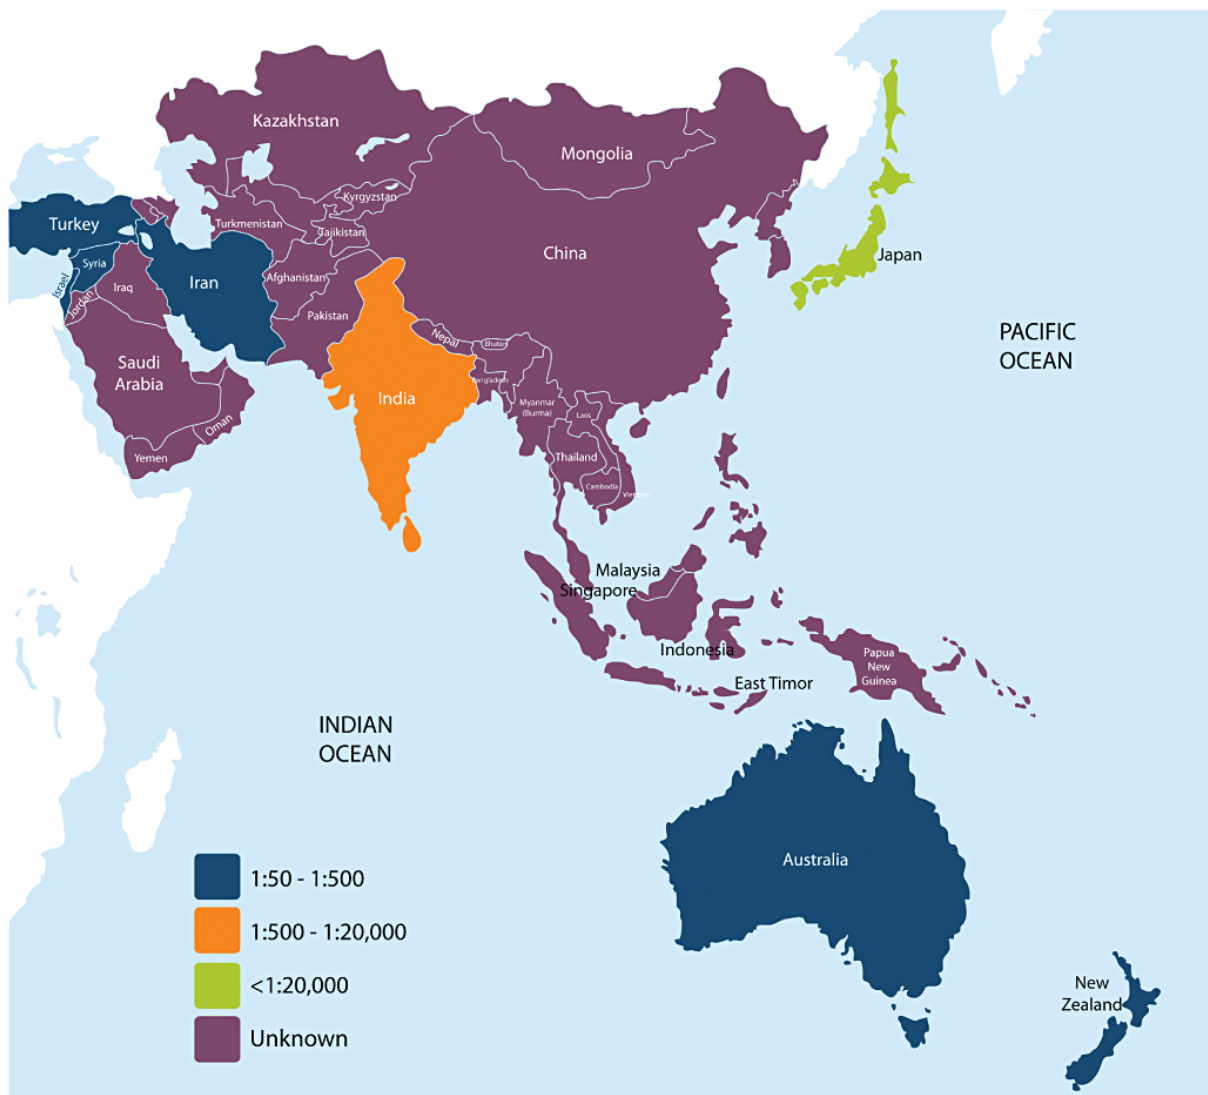 Kazakhstan
Mongolia
Kyrgyzstan
Turkey
Turkmenistan
Tajikistan
China
Japan
Syria
Iran
Afghanistan
Israel
Iraq
Jordan
Pakistan
PACIFIC
OCEAN
Nepal
Bhutan
Saudi
Arabia
Bangladesh
India
Myanmar
(Burma)
Laos
Oman
Yemen
Thailand
Cambodia
Vietnam
Malaysia
Singapore
Indonesia
Papua
New
Guinea
East Timor
INDIAN
OCEAN
Australia
1:50 - 1:500
1:500 - 1:20,000
<1:20,000
Unknown
New
Zealand